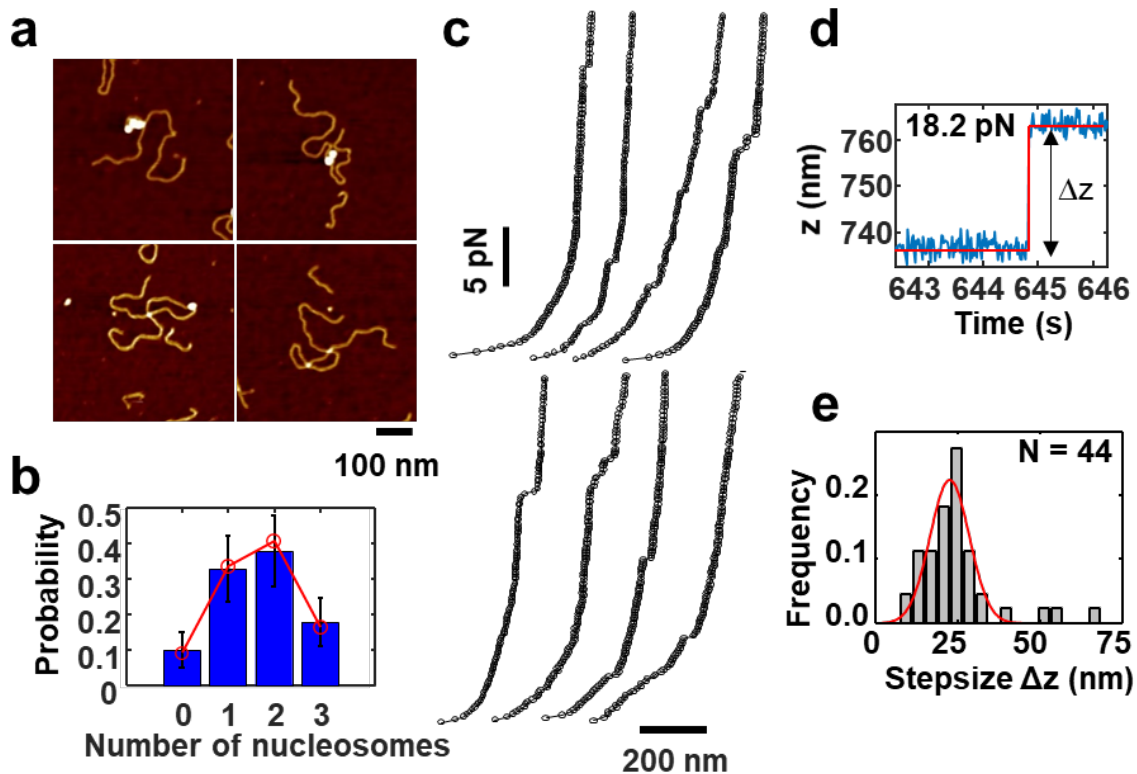 a
100 nm
b
Probability
0.5
0.4
0.3
0.2
0.1
0
0 1 2 3
Number of nucleosomes
c
5 pN
200 nm
d
18.2 pN
Δz
z (nm)
760
750
740
643 644 645 646
Time (s)
e
N = 44
Frequency
0.2
0.1
0.0
0 25 50 75
Stepsize Δz (nm)